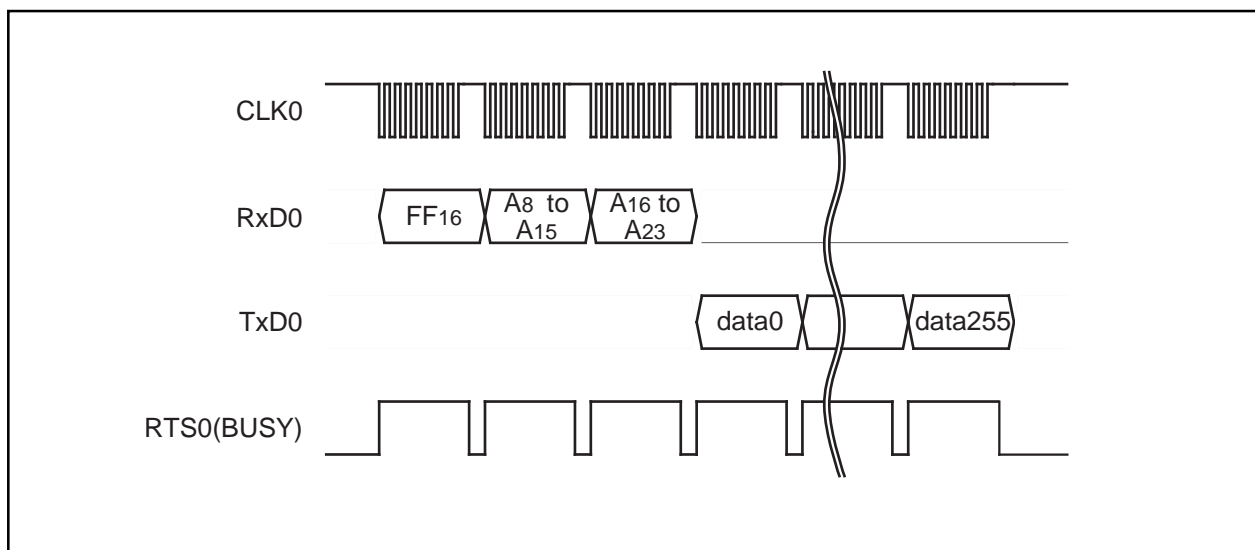 CLK0
RxD0
FF16
A8 to
A15
A16 to
A23
TxD0
data0
data255
RTS0(BUSY)